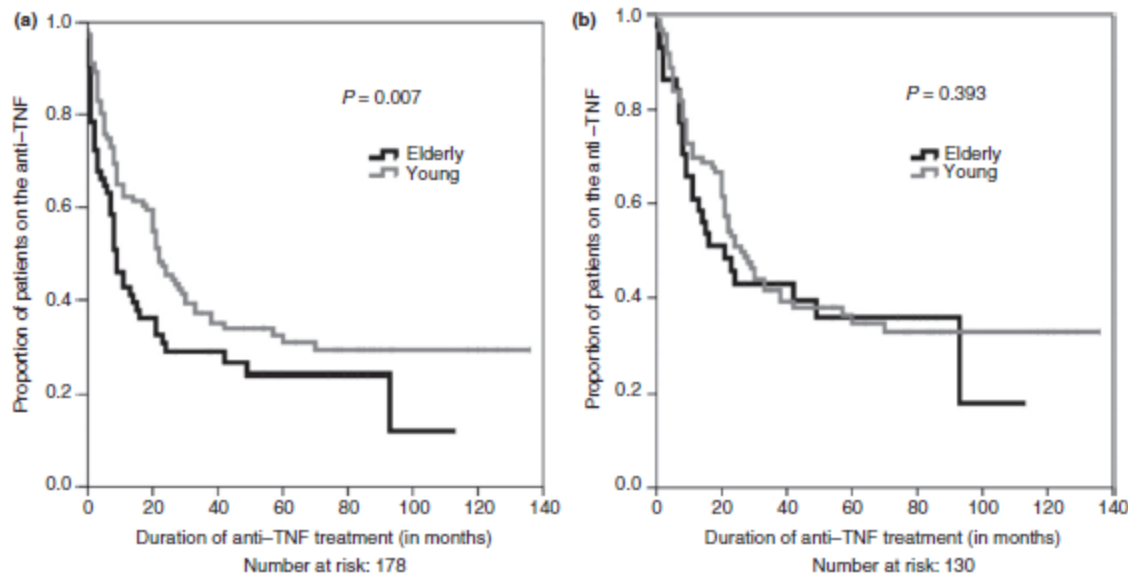 (a)
1.0
0.8
0.6
0.4
0.2
0.0
Proportion of patients on the anti–TNF
P = 0.007
Elderly
Young
0 20 40 60 80 100 120 140
Duration of anti–TNF treatment (in months)
Number at risk: 178
(b)
1.0
0.8
0.6
0.4
0.2
0.0
Proportion of patients on the anti –TNF
P = 0.393
Elderly
Young
0 20 40 60 80 100 120 140
Duration of anti–TNF treatment (in months)
Number at risk: 130